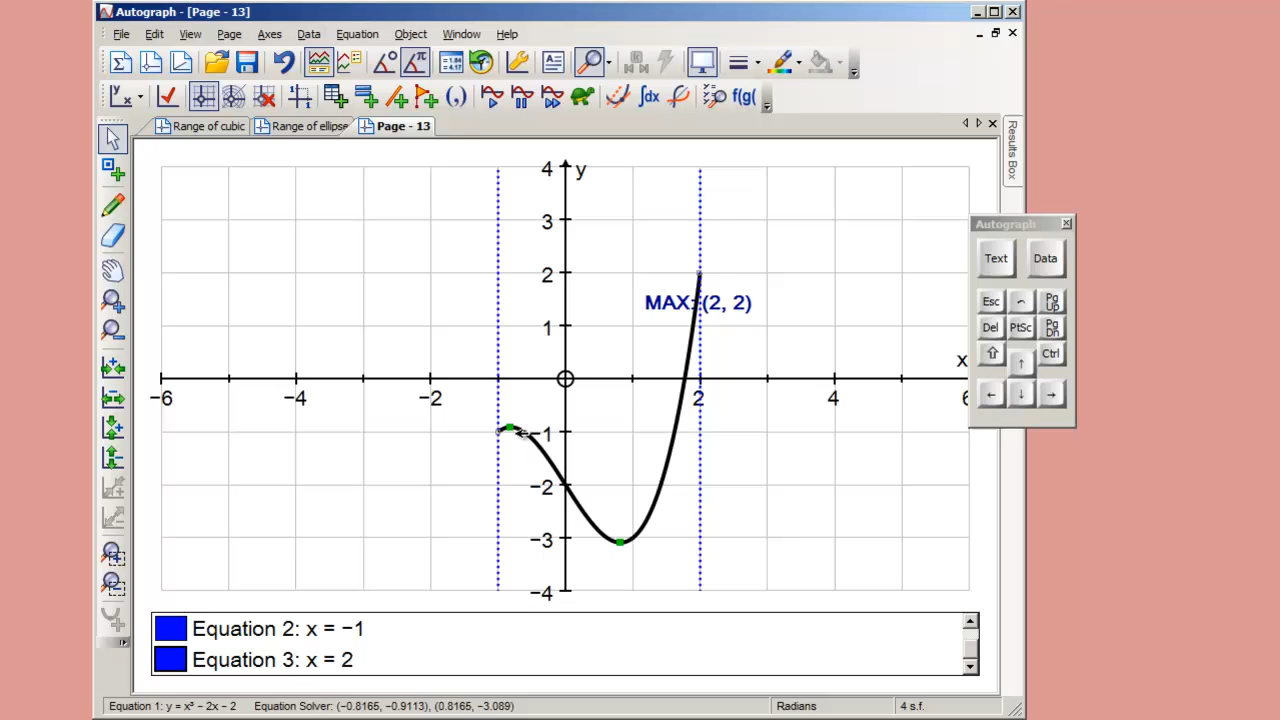 Autograph - [Page - 13]
File Edit View Page Axes Data Equation Object Window Help
Range of cubic Range of ellipse Page - 13
Results Box
y
4
3
2
1
−1
−2
−3
−4
x
−6 −4 −2 2 4 6
MAX: (2, 2)
Autograph
Text Data
Esc Pg Up
Del PtSc Pg Dn
Ctrl
Equation 2: x = −1
Equation 3: x = 2
Equation 1: y = x³ − 2x − 2 Equation Solver: (−0.8165, −0.9113), (0.8165, −3.089) Radians 4 s.f.